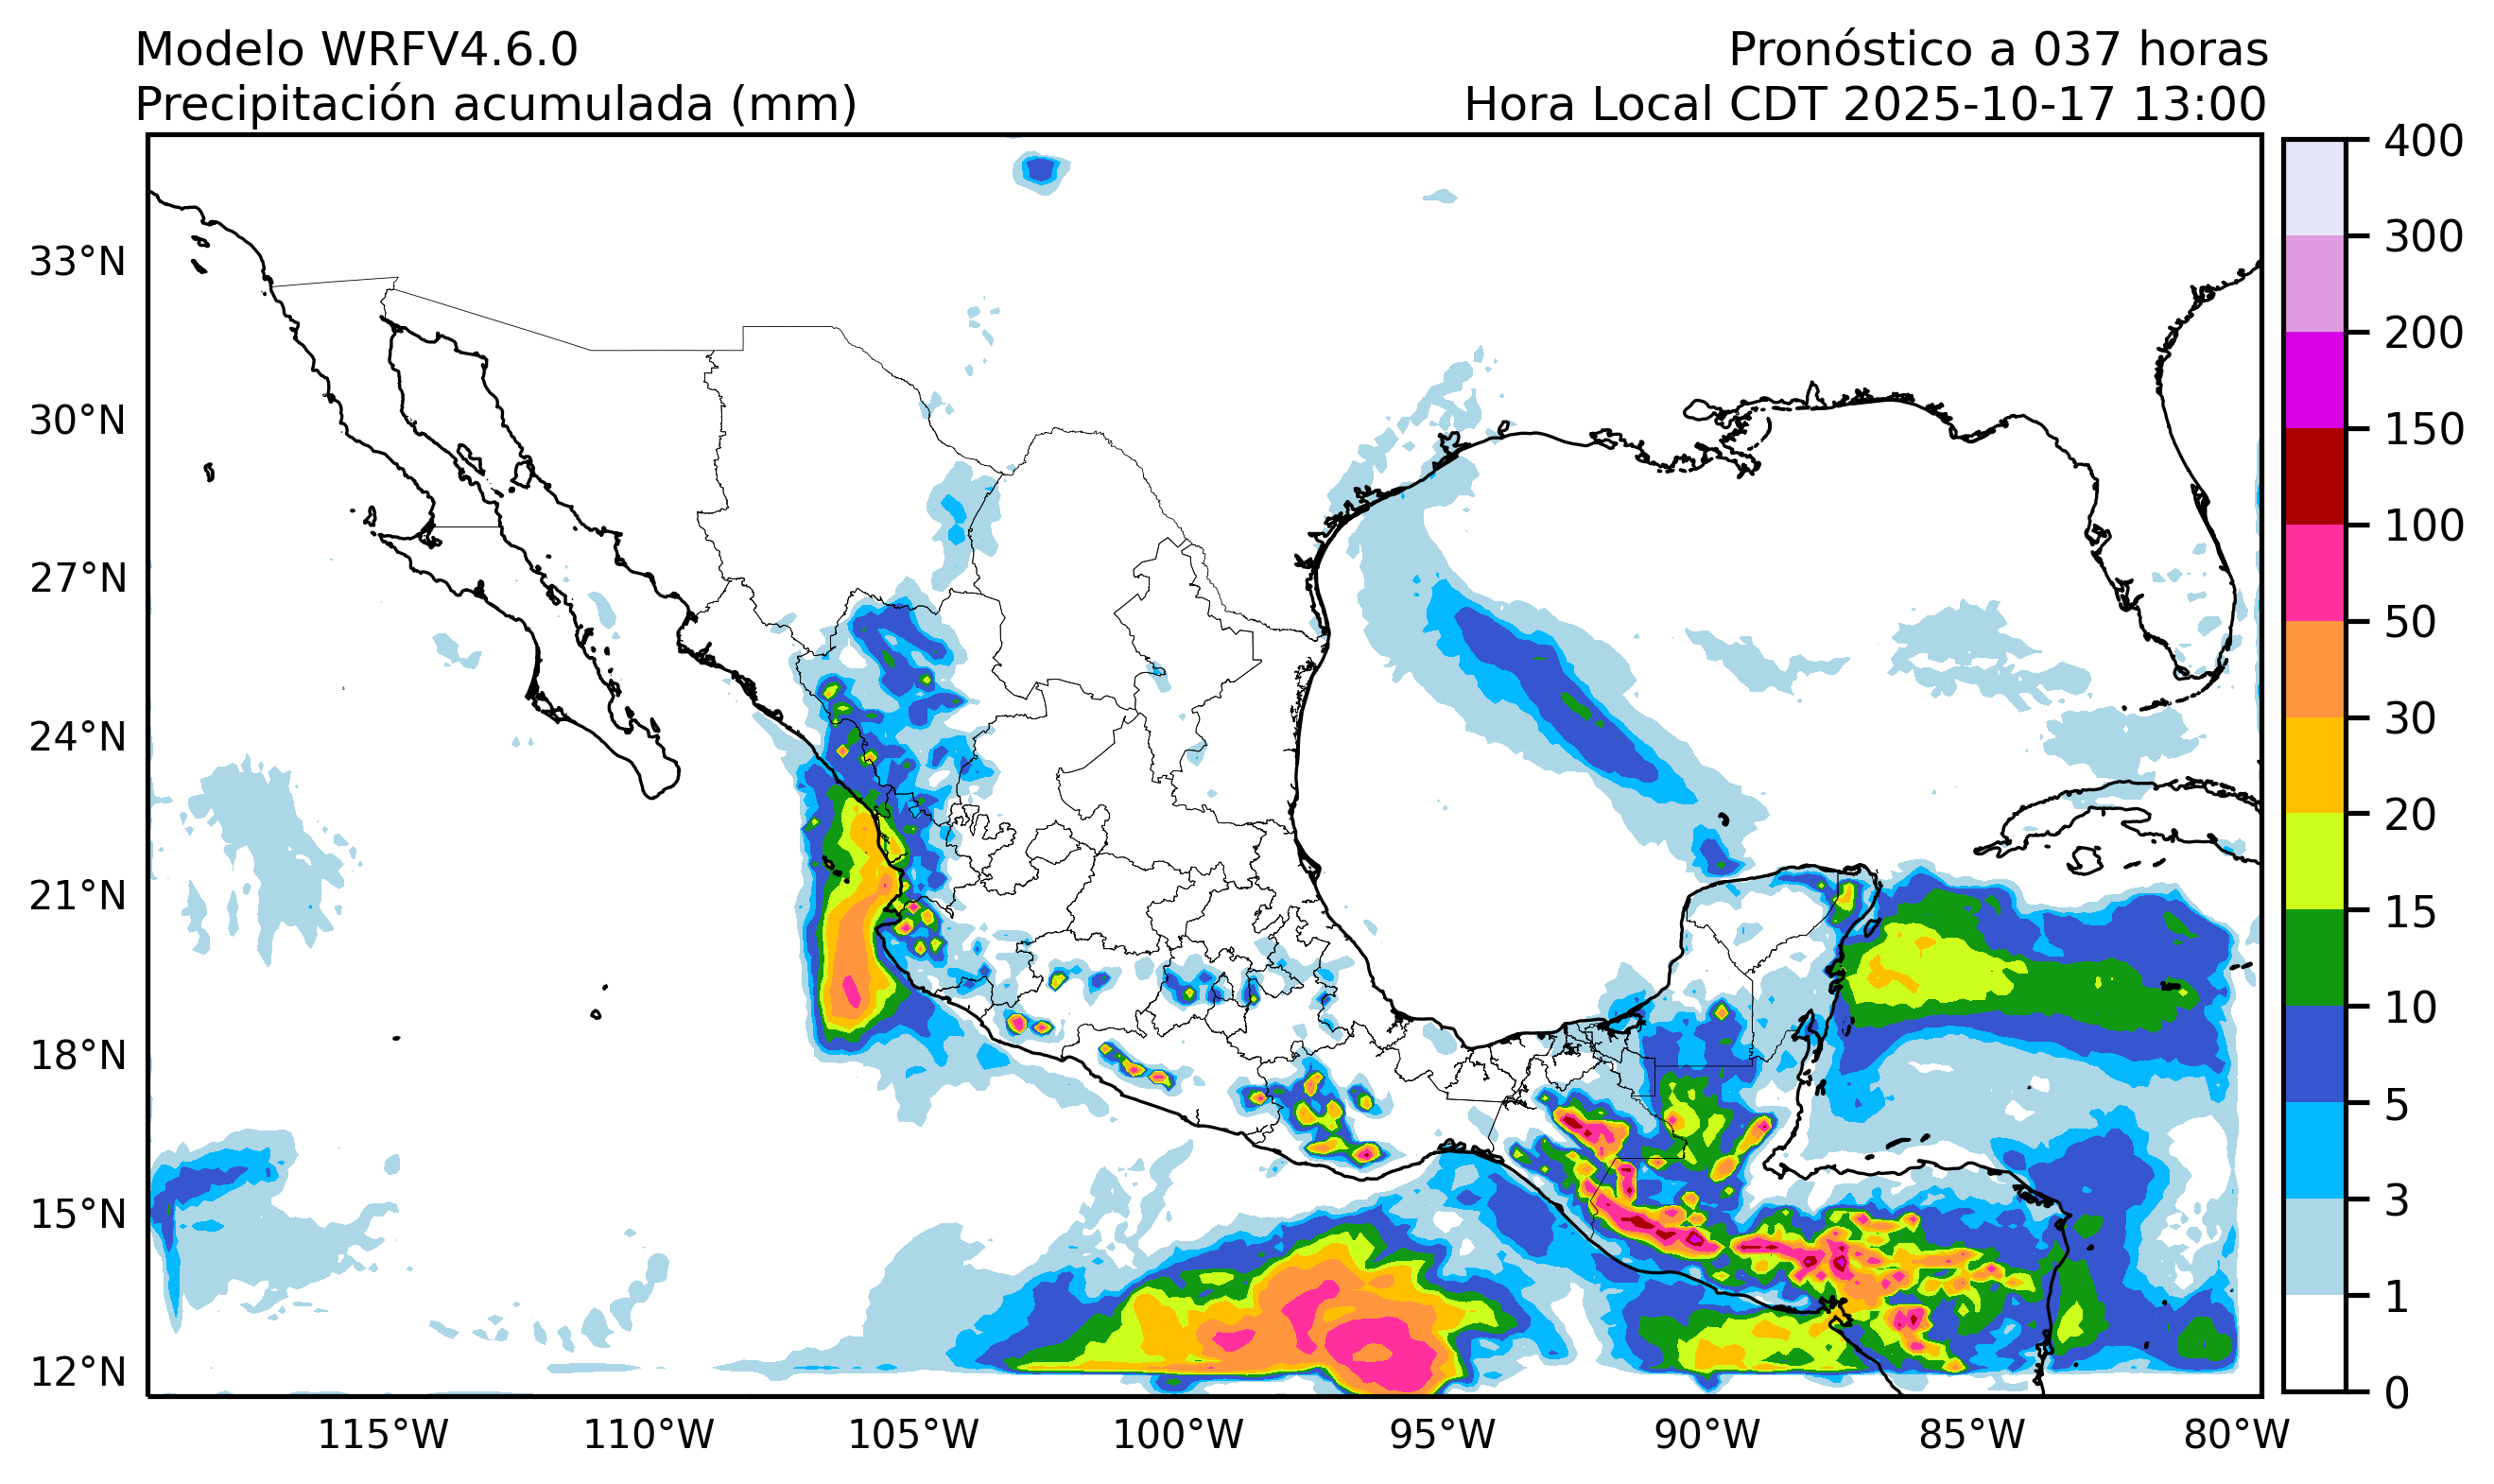 Modelo WRFV4.6.0
Pronóstico a 037 horas
Precipitación acumulada (mm)
Hora Local CDT 2025-10-17 13:00
33°N
30°N
27°N
24°N
21°N
18°N
15°N
12°N
115°W
110°W
105°W
100°W
95°W
90°W
85°W
80°W
400
300
200
150
100
50
30
20
15
10
5
3
1
0